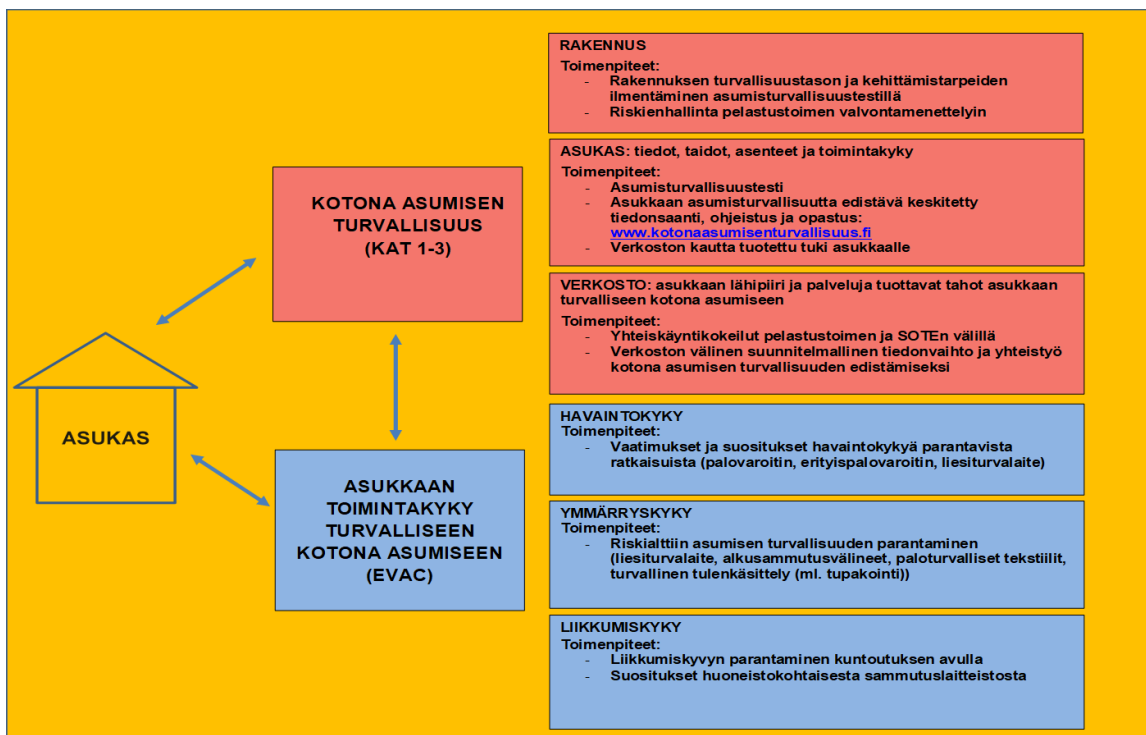 ASUKAS
KOTONA ASUMISEN
TURVALLISUUS
(KAT 1-3)
ASUKKAAN
TOIMINTAKYKY
TURVALLISEEN
KOTONA ASUMISEEN
(EVAC)
RAKENNUS
Toimenpiteet:
- Rakennuksen turvallisuustason ja kehittämistarpeiden
ilmentäminen asumisturvallisuustestillä
- Riskienhallinta pelastustoimen valvontamenettelyin
ASUKAS: tiedot, taidot, asenteet ja toimintakyky
Toimenpiteet:
- Asumisturvallisuustesti
- Asukkaan asumisturvallisuutta edistävä keskitetty
tiedonsaanti, ohjeistus ja opastus:
www.kotonaasumisenturvallisuus.fi
- Verkoston kautta tuotettu tuki asukkaalle
VERKOSTO: asukkaan lähipiiri ja palveluja tuottavat tahot asukkaan
turvalliseen kotona asumiseen
Toimenpiteet:
- Yhteiskäyntikokeilut pelastustoimen ja SOTEn välillä
- Verkoston välinen suunnitelmallinen tiedonvaihto ja yhteistyö
kotona asumisen turvallisuuden edistämiseksi
HAVAINTOKYKY
Toimenpiteet:
- Vaatimukset ja suositukset havaintokykyä parantavista
ratkaisuista (palovaroitin, erityispalovaroitin, liesiturvalaite)
YMMÄRRYSKYKY
Toimenpiteet:
- Riskialttiin asumisen turvallisuuden parantaminen
(liesiturvalaite, alkusammutusvälineet, paloturvalliset tekstiilit,
turvallinen tulenkäsittely (ml. tupakointi))
LIIKKUMISKYKY
Toimenpiteet:
- Liikkumiskyvyn parantaminen kuntoutuksen avulla
- Suositukset huoneistokohtaisesta sammutuslaitteistosta